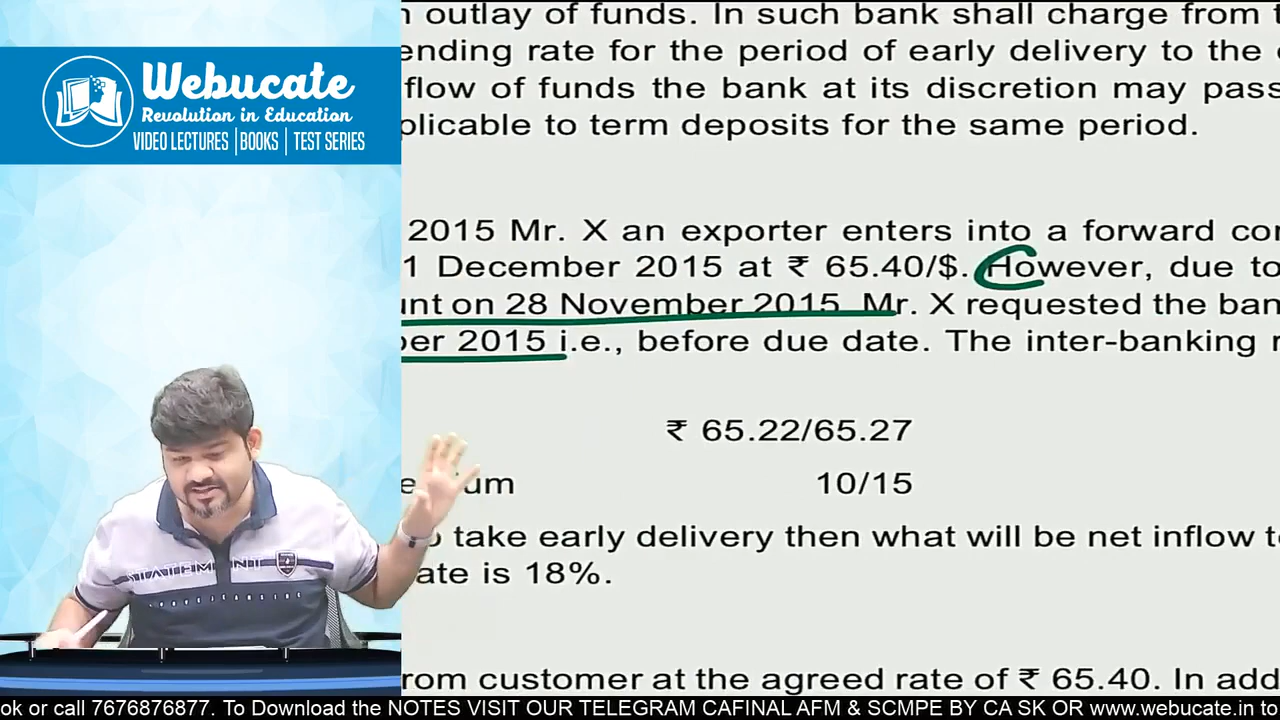 Webucate
Revolution in Education
VIDEO LECTURES | BOOKS | TEST SERIES
outlay of funds. In such bank shall charge from
ending rate for the period of early delivery to the
flow of funds the bank at its discretion may pass
plicable to term deposits for the same period.
2015 Mr. X an exporter enters into a forward
1 December 2015 at ₹ 65.40/$. However, due to
unt on 28 November 2015 Mr. X requested the
ber 2015 i.e., before due date. The inter-banking
₹ 65.22/65.27
10/15
take early delivery then what will be net inflow
ate is 18%.
STATEMENT
rom customer at the agreed rate of ₹ 65.40. In
ok or call 7676876877. To Download the NOTES VISIT OUR TELEGRAM CAFINAL AFM & SCMPE BY CA SK OR www.webucate.in to